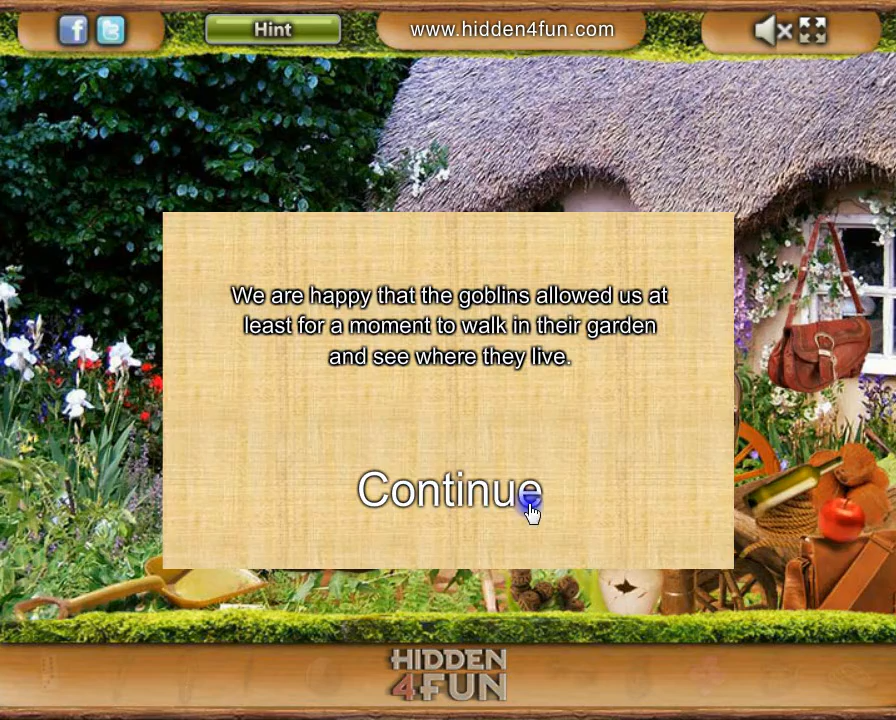 f
t
Hint
www.hidden4fun.com
We are happy that the goblins allowed us at
least for a moment to walk in their garden
and see where they live.
Continue
HIDDEN
4FUN